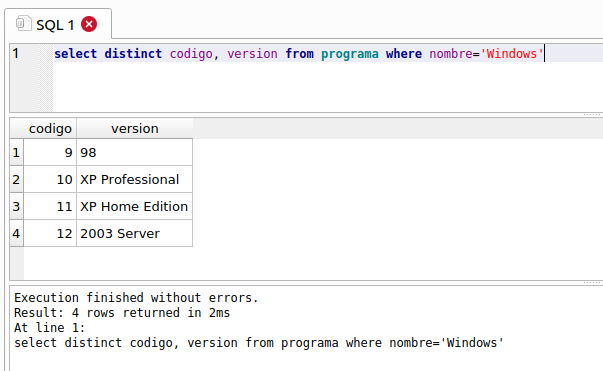 SQL 1
1 select distinct codigo, version from programa where nombre='Windows'
codigo version
1 9 98
2 10 XP Professional
3 11 XP Home Edition
4 12 2003 Server
Execution finished without errors.
Result: 4 rows returned in 2ms
At line 1:
select distinct codigo, version from programa where nombre='Windows'